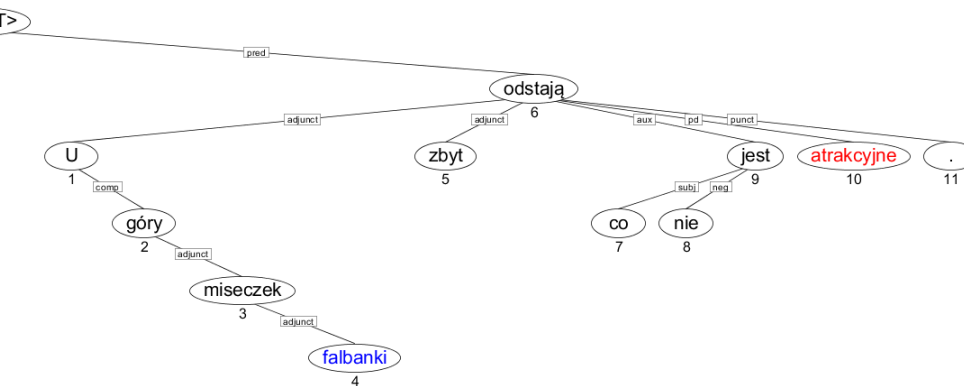 T>
pred
odstają
6
adjunct adjunct aux pd punct
U zbyt jest atrakcyjne .
1 5 9 10 11
comp subj neg
góry co nie
2 7 8
adjunct
miseczek
3
adjunct
falbanki
4